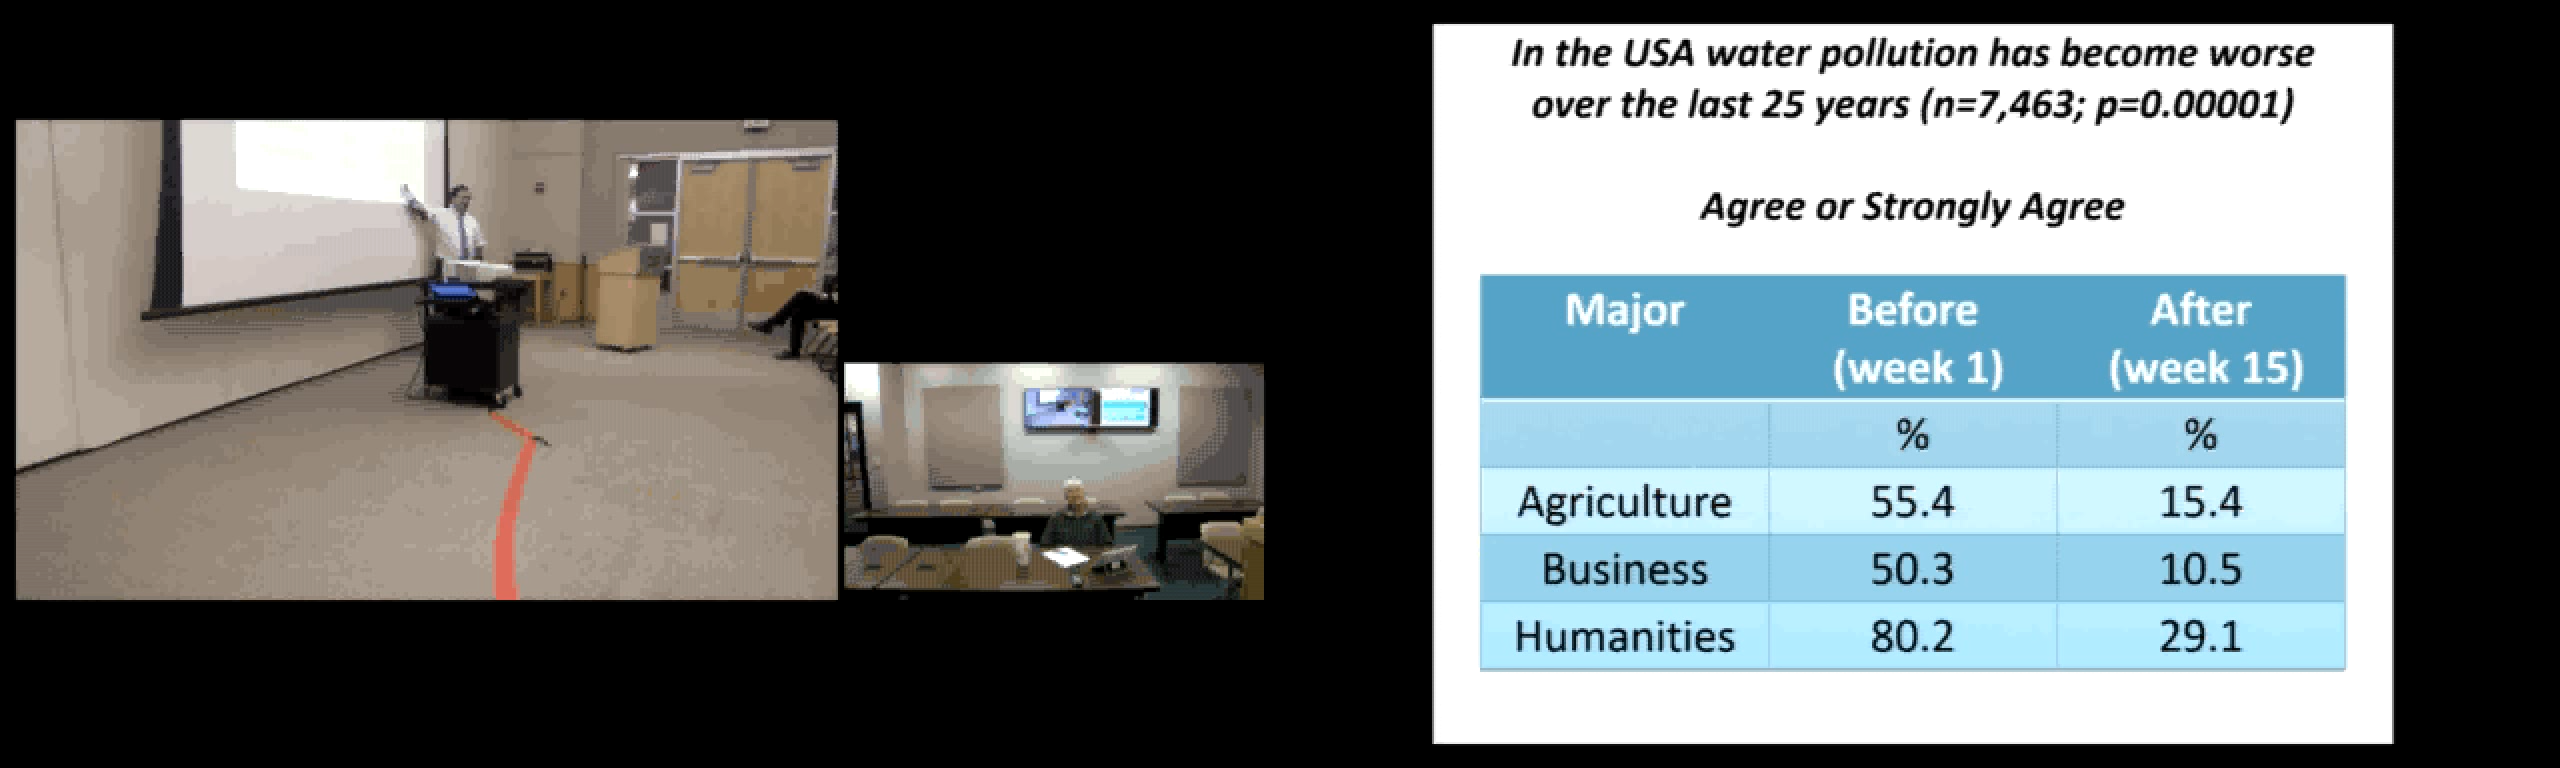 In the USA water pollution has become worse
over the last 25 years (n=7,463; p=0.00001)
Agree or Strongly Agree
Major Before After
(week 1) (week 15)
% %
Agriculture 55.4 15.4
Business 50.3 10.5
Humanities 80.2 29.1